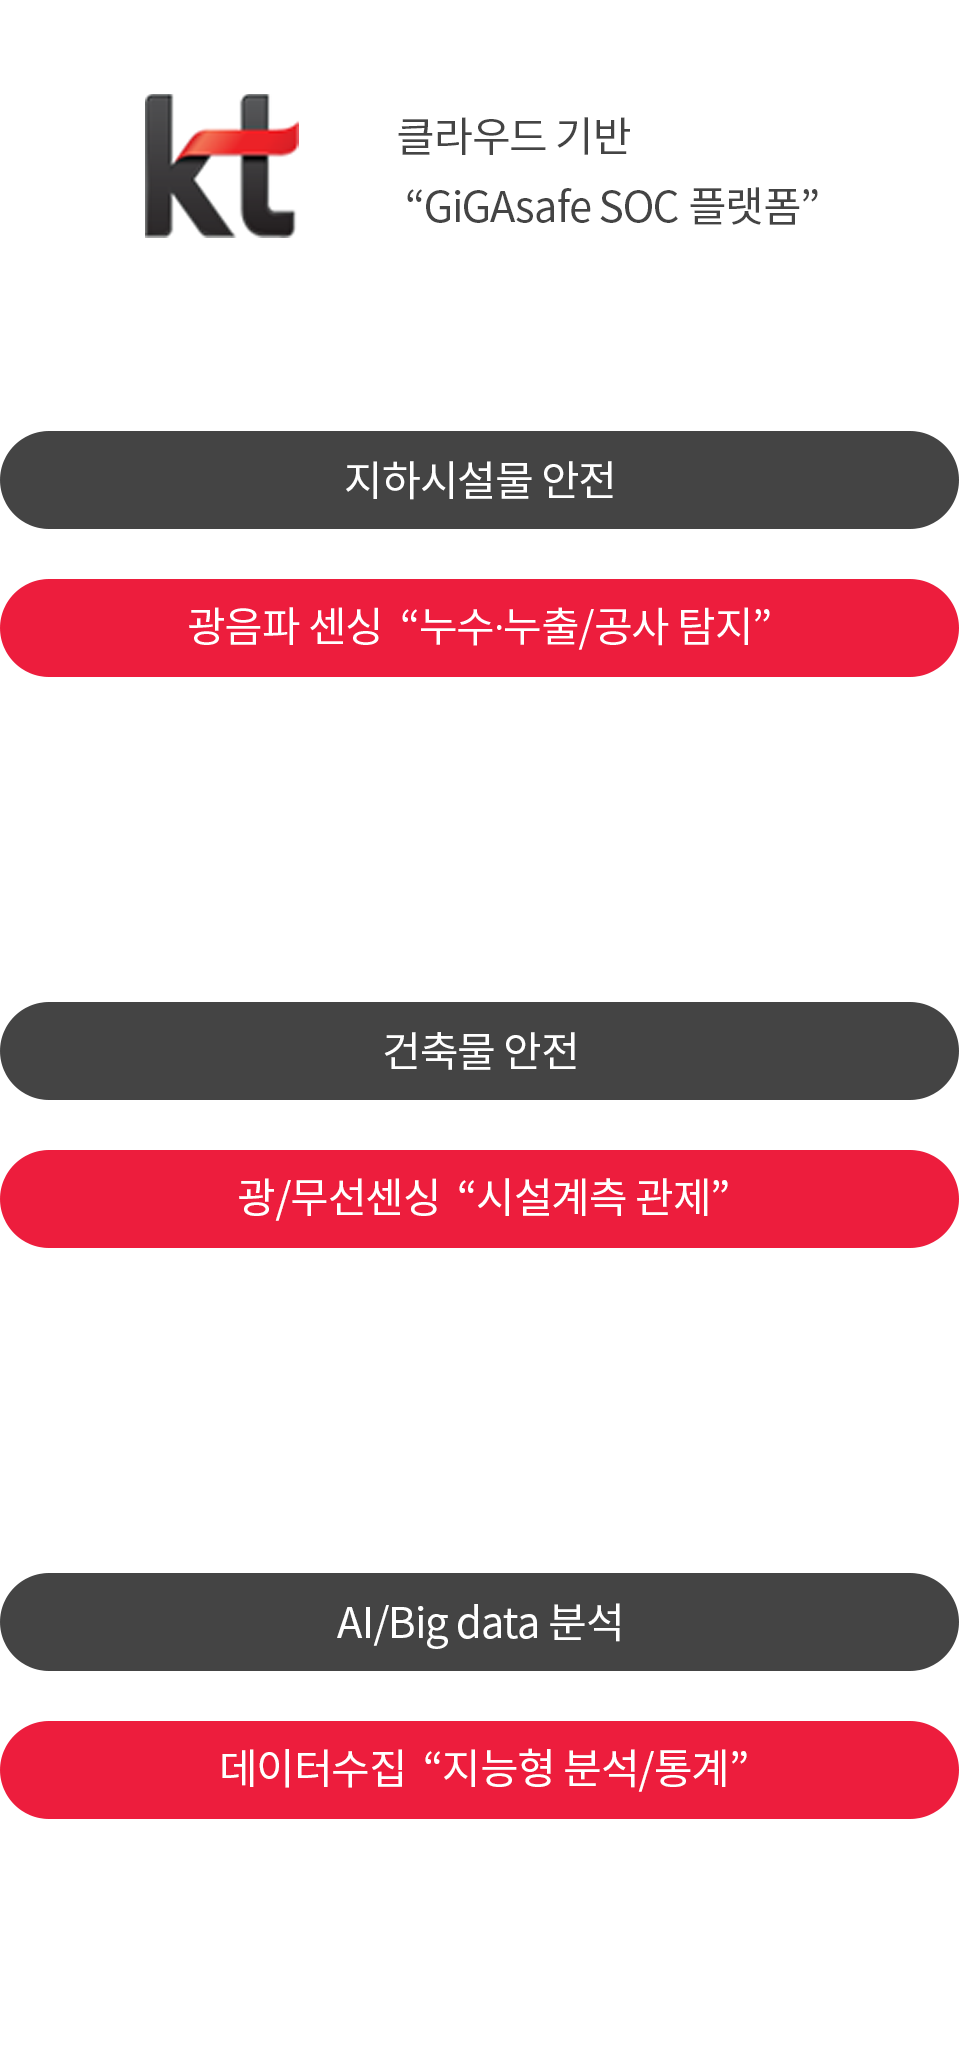 kt
클라우드 기반
“GiGAsafe SOC 플랫폼”
지하시설물 안전
광음파 센싱 “누수·누출/공사 탐지”
건축물 안전
광/무선센싱 “시설계측 관제”
AI/Big data 분석
데이터수집 “지능형 분석/통계”